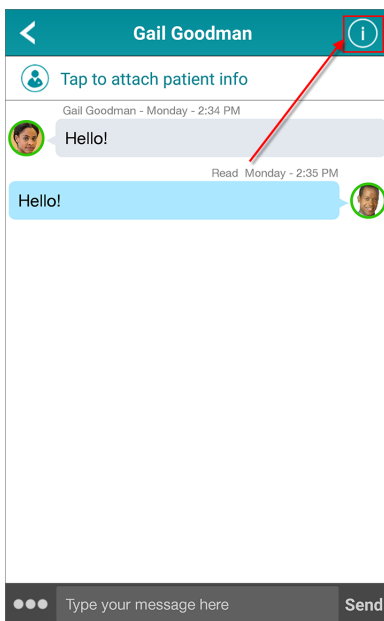 Gail Goodman
Tap to attach patient info
Gail Goodman - Monday - 2:34 PM
Hello!
Read Monday - 2:35 PM
Hello!
Type your message here
Send